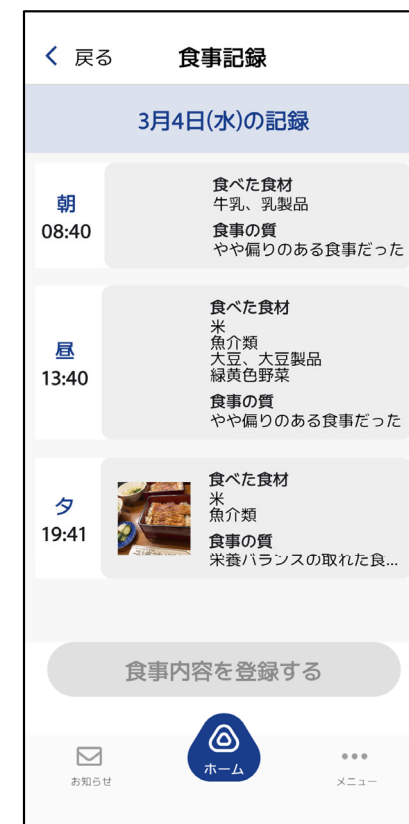 戻る
食事記録
3月4日(水)の記録
朝
08:40
食べた食材
牛乳、乳製品
食事の質
やや偏りのある食事だった
昼
13:40
食べた食材
米
魚介類
大豆、大豆製品
緑黄色野菜
食事の質
やや偏りのある食事だった
夕
19:41
食べた食材
米
魚介類
食事の質
栄養バランスの取れた食...
食事内容を登録する
お知らせ
ホーム
メニュー